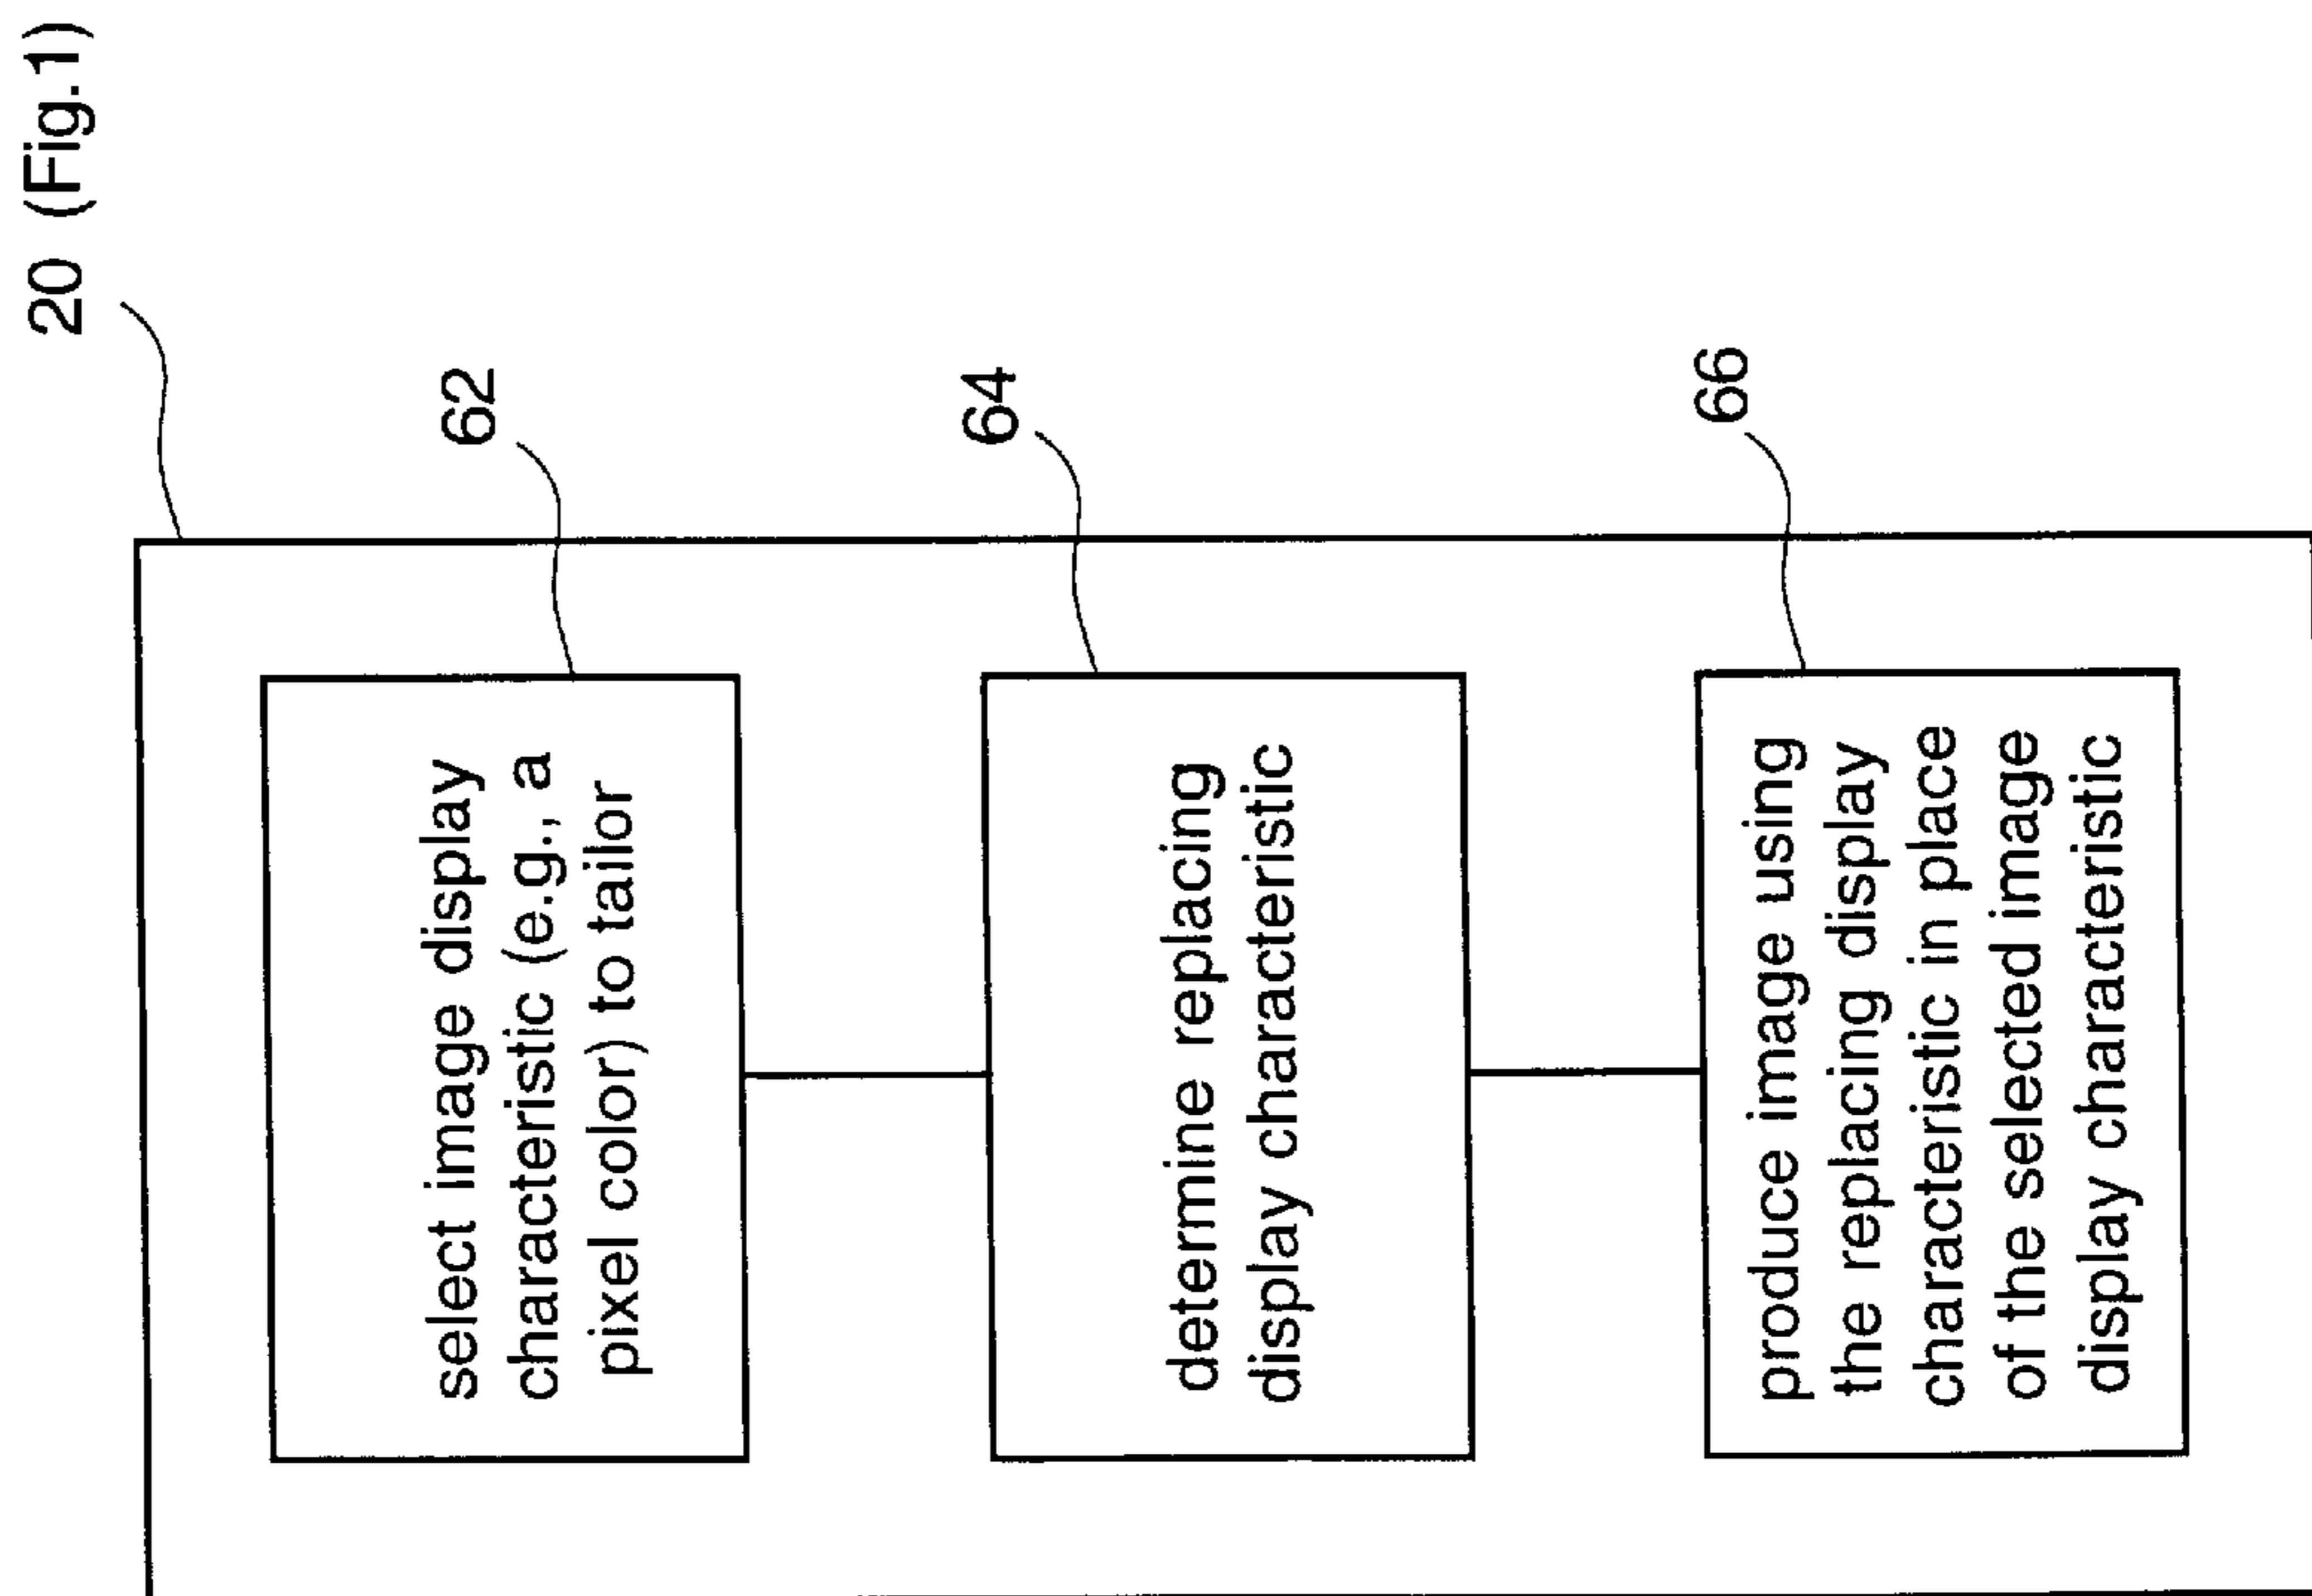 20 (Fig.1)
62
select image display
characteristic (e.g., a
pixel color) to tailor
64
determine replacing
display characteristic
66
produce image using
the replacing display
characteristic in place
of the selected image
display characteristic